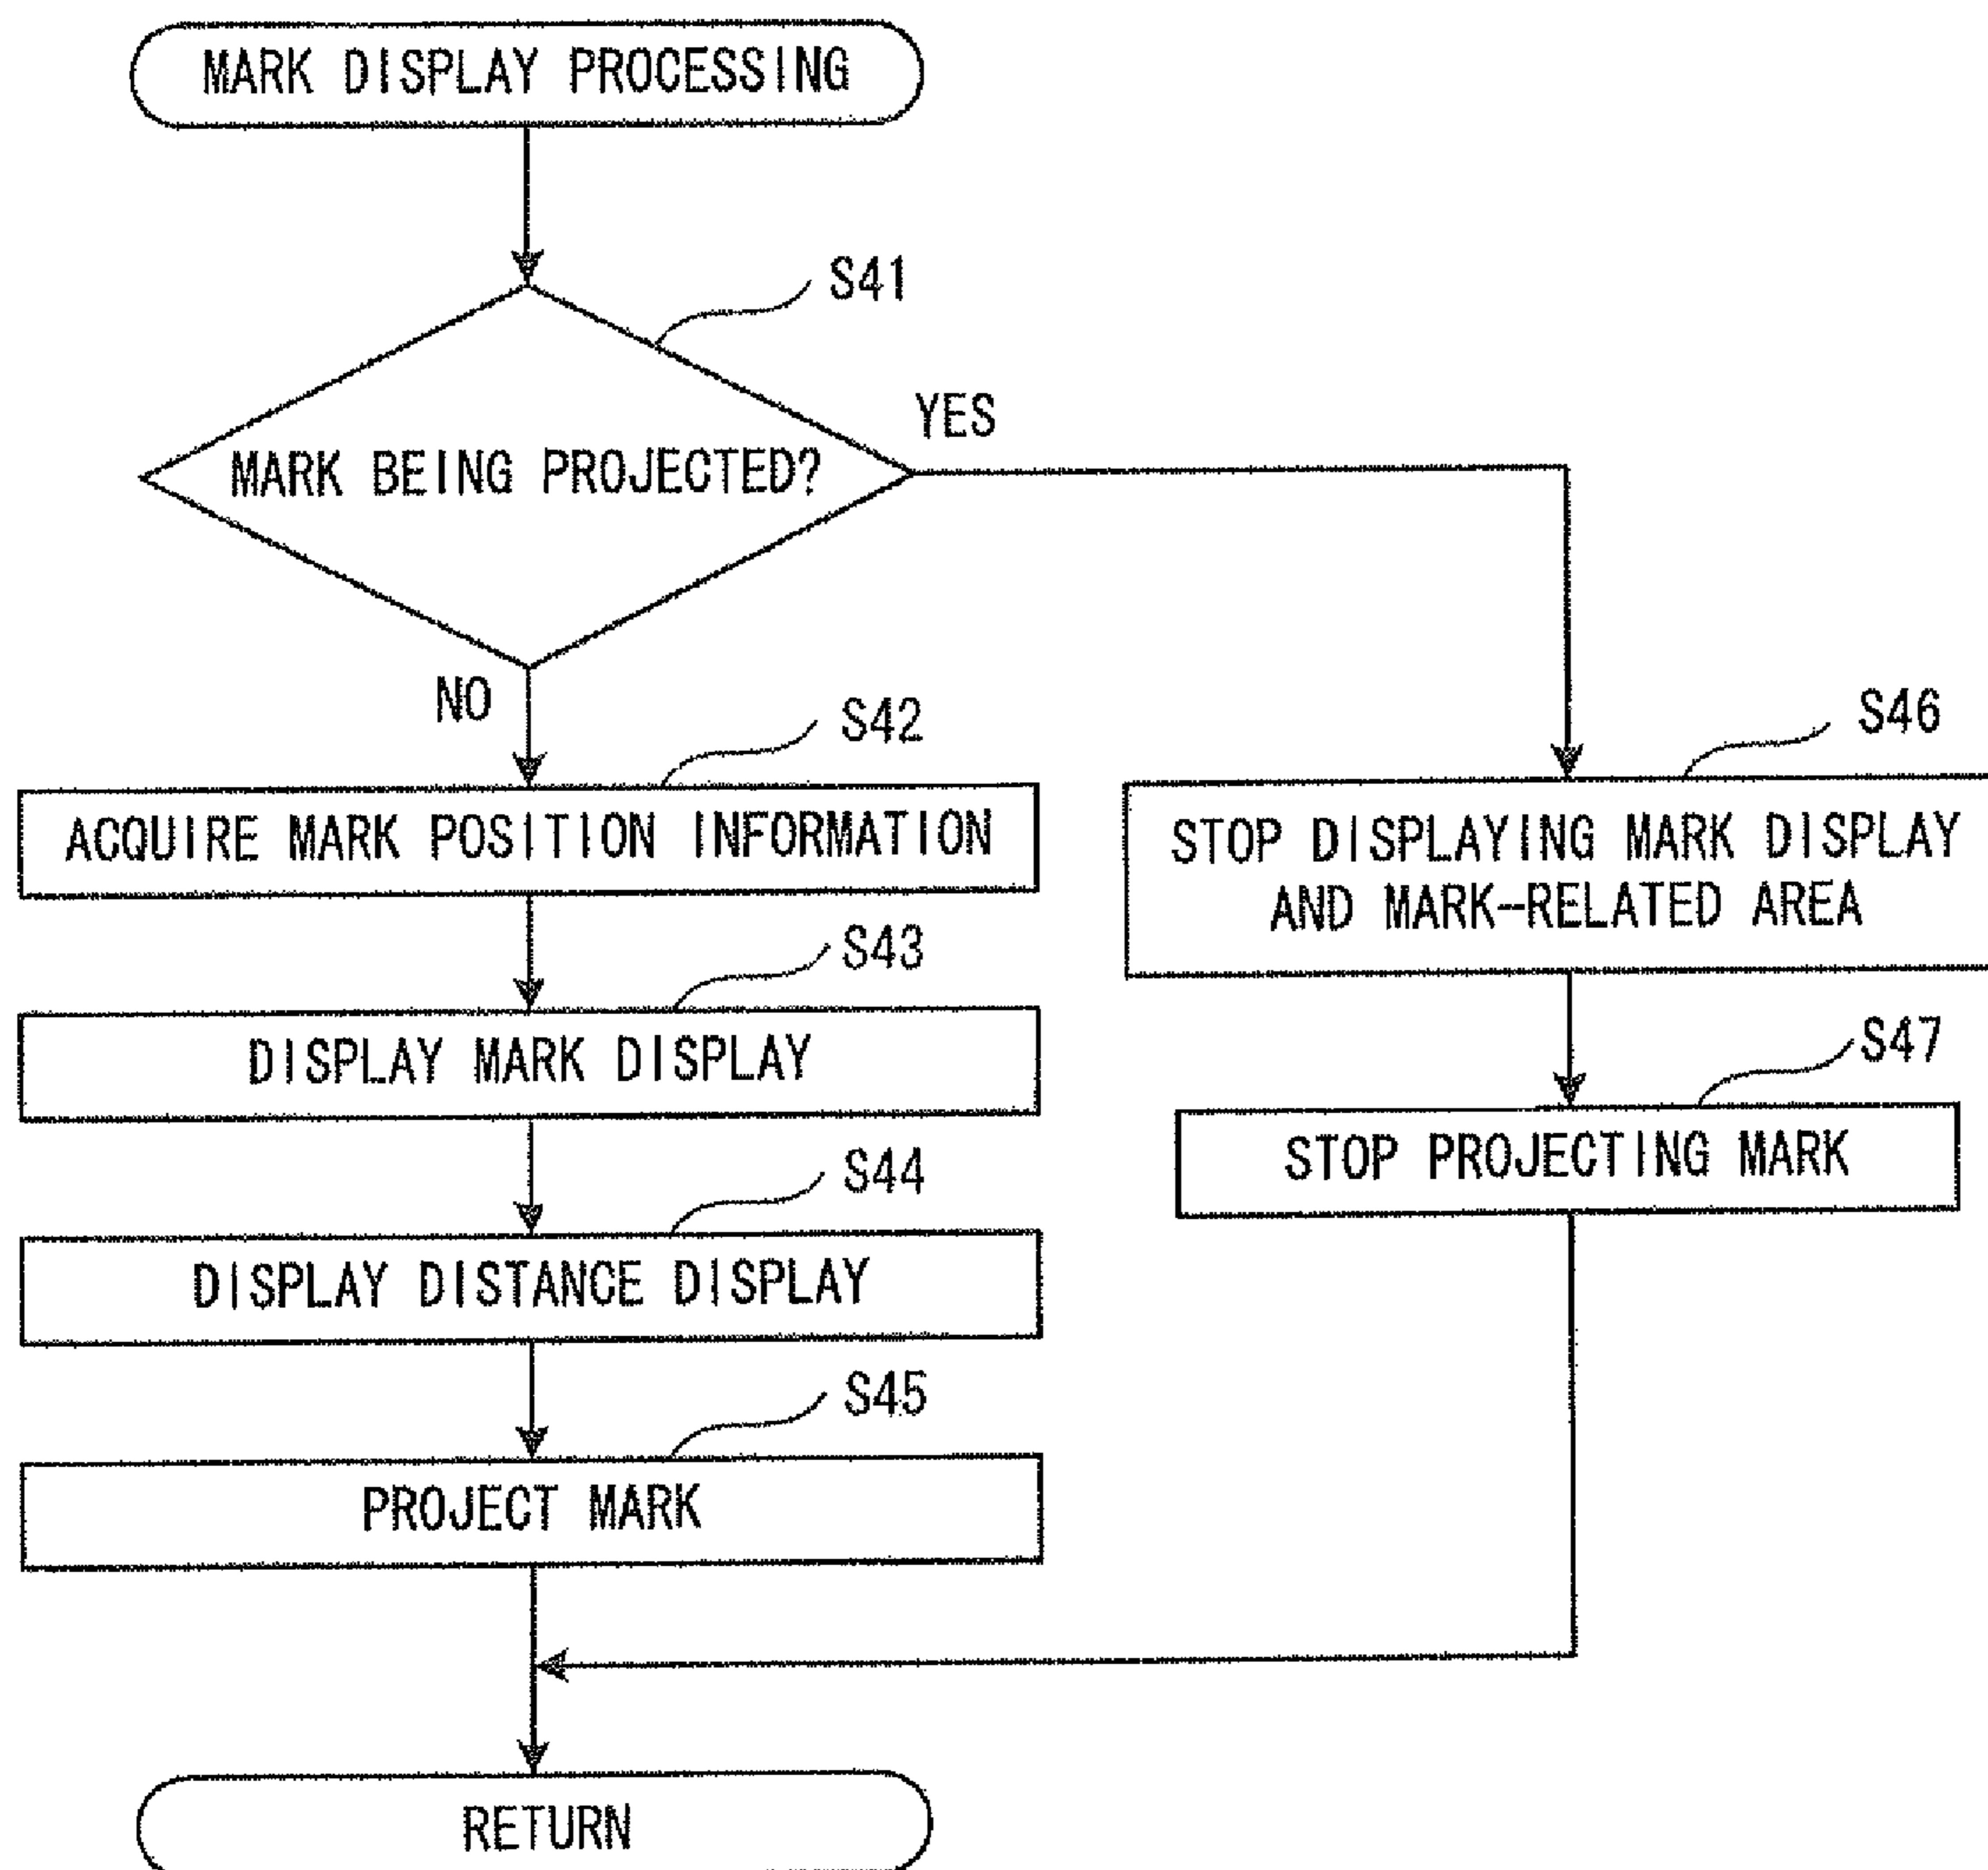 MARK DISPLAY PROCESSING
S41
MARK BEING PROJECTED?
YES
NO
S42
ACQUIRE MARK POSITION INFORMATION
S43
DISPLAY MARK DISPLAY
S44
DISPLAY DISTANCE DISPLAY
S45
PROJECT MARK
S46
STOP DISPLAYING MARK DISPLAY
AND MARK-RELATED AREA
S47
STOP PROJECTING MARK
RETURN